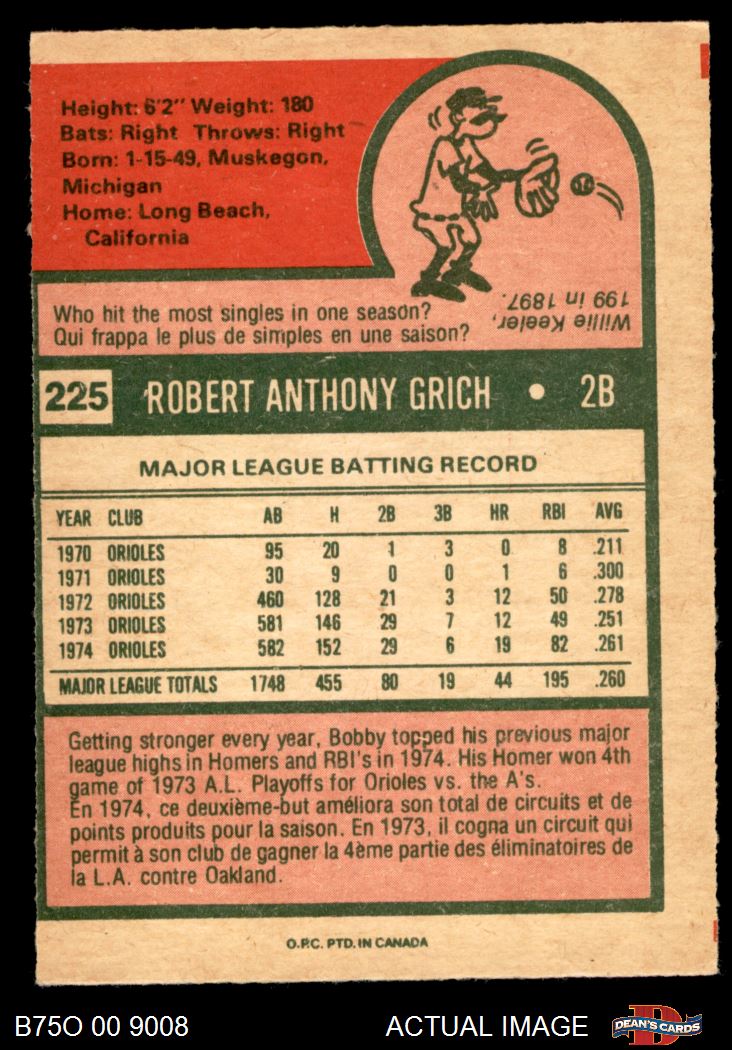 Height: 6'2" Weight: 180
Bats: Right Throws: Right
Born: 1-15-49, Muskegon,
Michigan
Home: Long Beach,
California
Who hit the most singles in one season?
Qui frappa le plus de simples en une saison?
Willie Keeler,
199 in 1897.
225 ROBERT ANTHONY GRICH • 2B
MAJOR LEAGUE BATTING RECORD
YEAR CLUB AB H 2B 3B HR RBI AVG
1970 ORIOLES 95 20 1 3 0 8 .211
1971 ORIOLES 30 9 0 0 1 6 .300
1972 ORIOLES 460 128 21 3 12 50 .278
1973 ORIOLES 581 146 29 7 12 49 .251
1974 ORIOLES 582 152 29 6 19 82 .261
MAJOR LEAGUE TOTALS 1748 455 80 19 44 195 .260
Getting stronger every year, Bobby topped his previous major
league highs in Homers and RBI's in 1974. His Homer won 4th
game of 1973 A.L. Playoffs for Orioles vs. the A's.
En 1974, ce deuxième-but améliora son total de circuits et de
points produits pour la saison. En 1973, il cogna un circuit qui
permit à son club de gagner la 4ème partie des éliminatoires de
la L.A. contre Oakland.
O.P.C. PTD. IN CANADA
B75O 00 9008 ACTUAL IMAGE DEAN'S CARDS